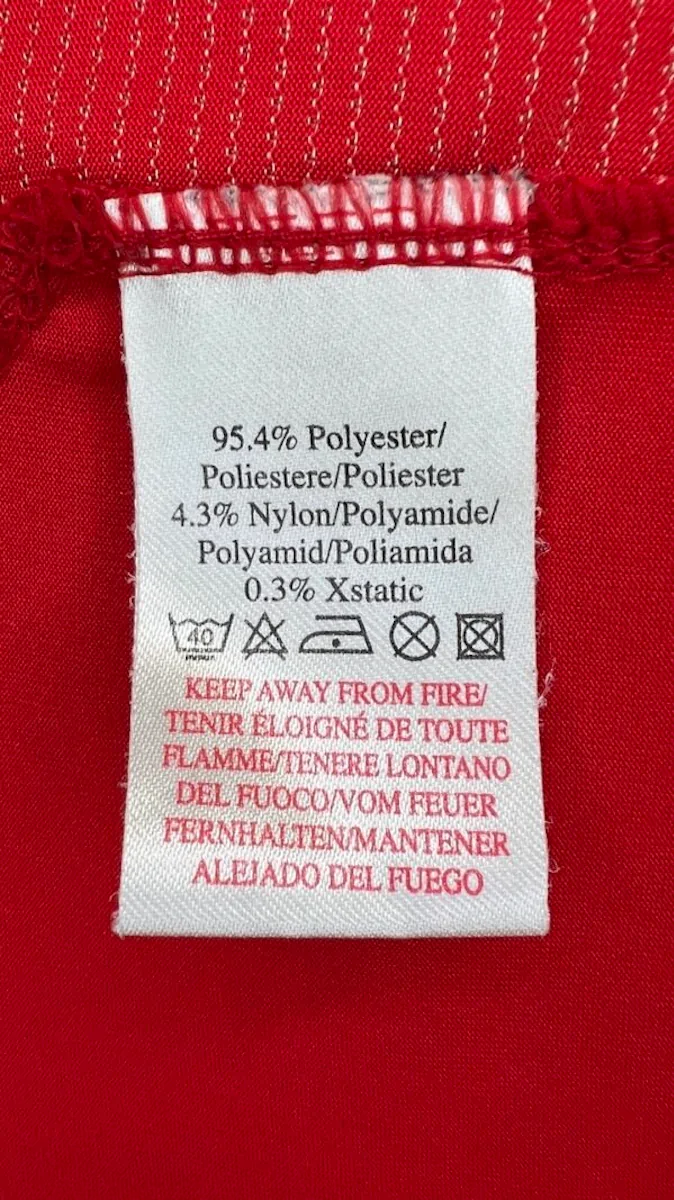 95.4% Polyester/
Poliestere/Poliester
4.3% Nylon/Polyamide/
Polyamid/Poliamida
0.3% Xstatic
40
KEEP AWAY FROM FIRE/
TENIR ÉLOIGNÉ DE TOUTE
FLAMME/TENERE LONTANO
DEL FUOCO/VOM FEUER
FERNHALTEN/MANTENER
ALEJADO DEL FUEGO